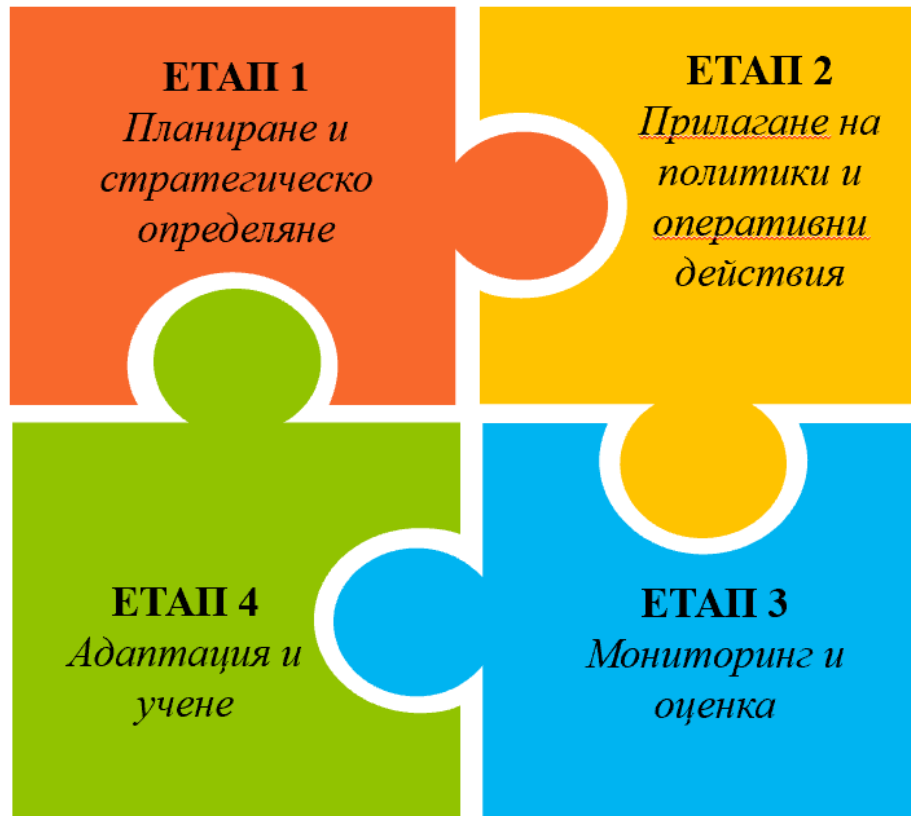 ЕТАП 1
Планиране и
стратегическо
определяне
ЕТАП 2
Прилагане на
политики и
оперативни
действия
ЕТАП 4
Адаптация и
учене
ЕТАП 3
Мониторинг и
оценка